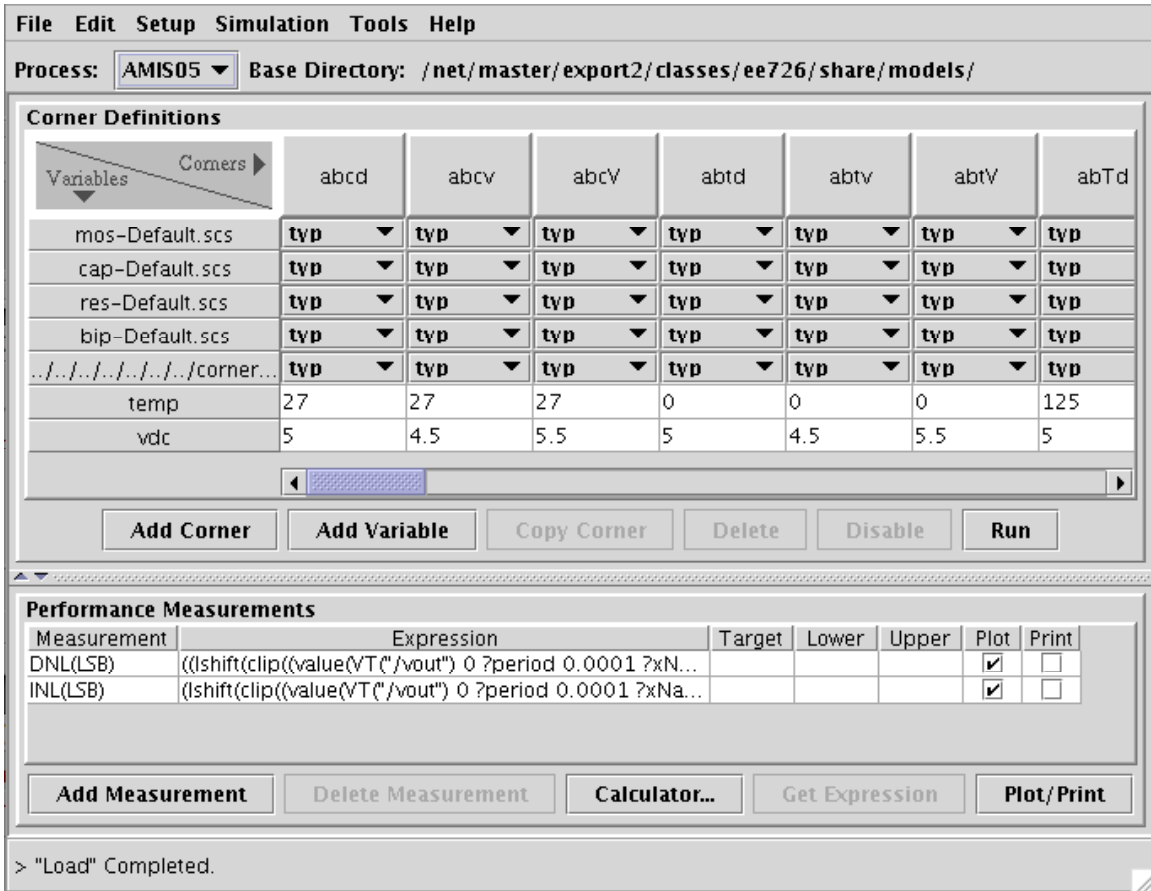 File Edit Setup Simulation Tools Help
Process: AMIS05 Base Directory: /net/master/export2/classes/ee726/share/models/
Corner Definitions
Corners
Variables
abcd abcv abcV abtd abtv abtV abTd
mos-Default.scs typ typ typ typ typ typ typ
cap-Default.scs typ typ typ typ typ typ typ
res-Default.scs typ typ typ typ typ typ typ
bip-Default.scs typ typ typ typ typ typ typ
../../../../../../../corner... typ typ typ typ typ typ typ
temp 27 27 27 0 0 0 125
vdc 5 4.5 5.5 5 4.5 5.5 5
Add Corner Add Variable Copy Corner Delete Disable Run
Performance Measurements
Measurement Expression Target Lower Upper Plot Print
DNL(LSB) ((lshift(clip((value(VT("/vout") 0 ?period 0.0001 ?xN...
INL(LSB) (lshift(clip((value(VT("/vout") 0 ?period 0.0001 ?xNa...
Add Measurement Delete Measurement Calculator... Get Expression Plot/Print
> "Load" Completed.